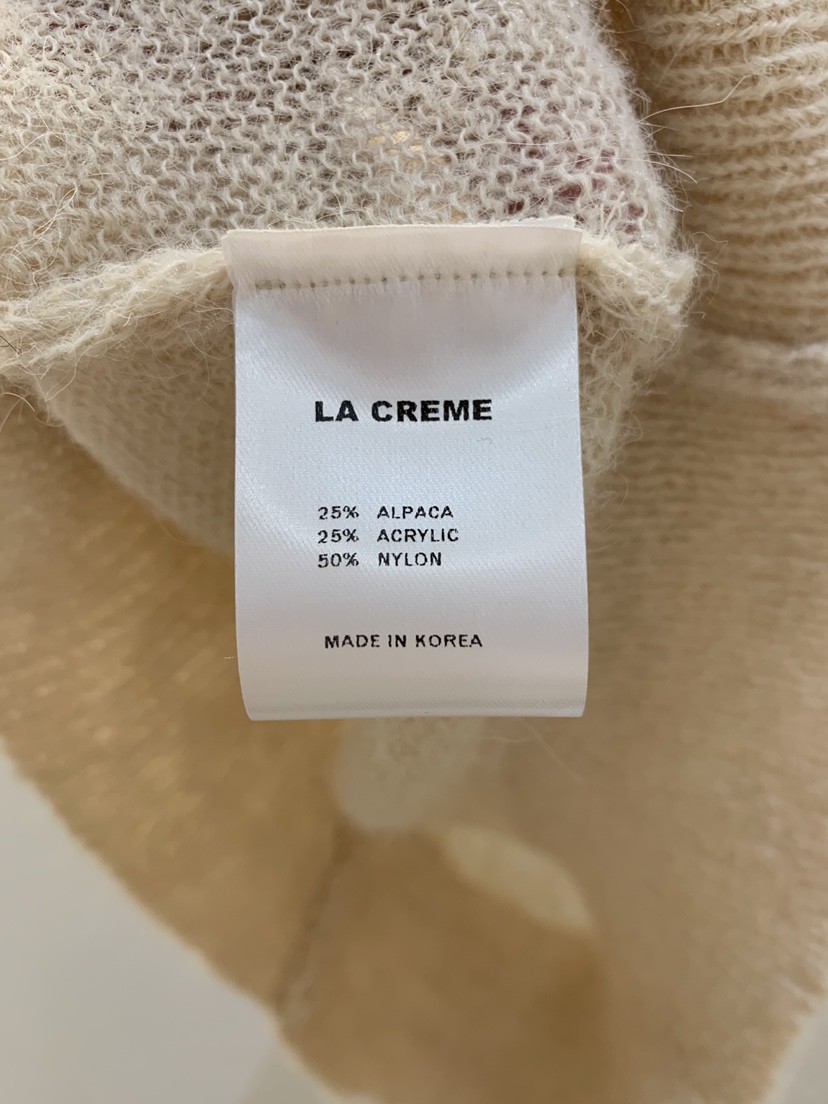 LA CREME
25% ALPACA
25% ACRYLIC
50% NYLON
MADE IN KOREA